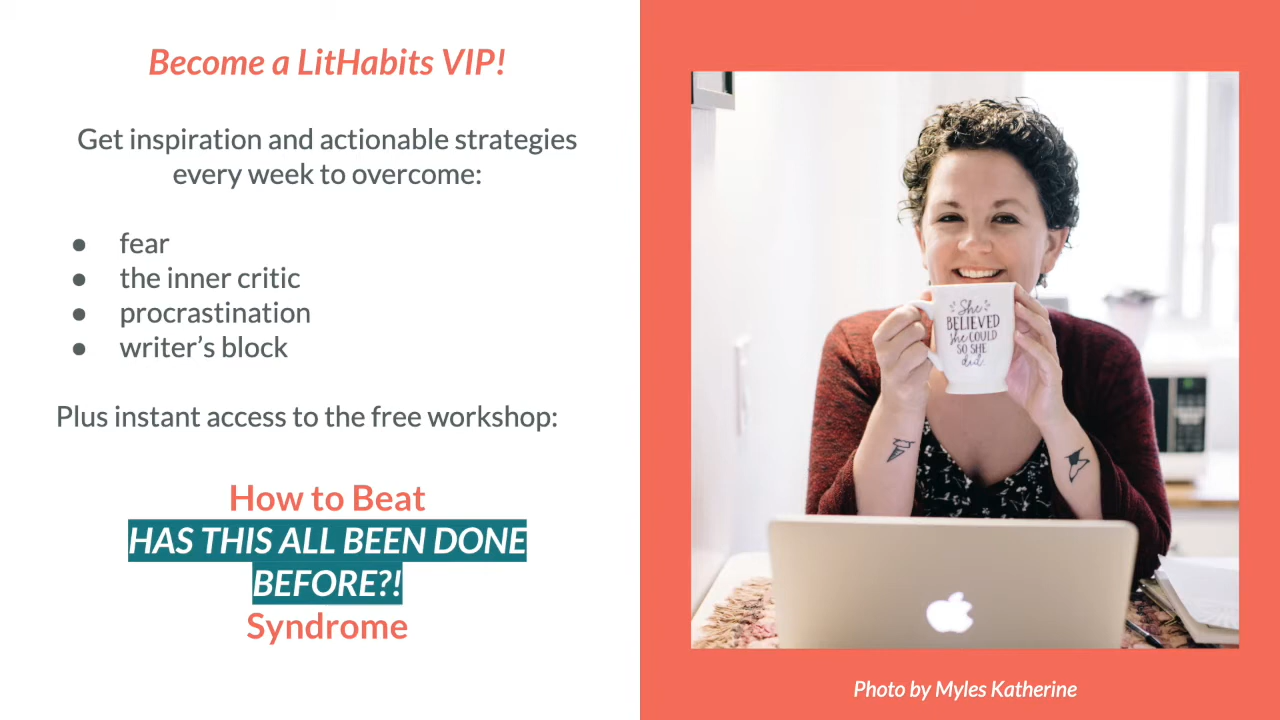 Become a LitHabits VIP!
Get inspiration and actionable strategies
every week to overcome:
● fear
● the inner critic
● procrastination
● writer's block
Plus instant access to the free workshop:
How to Beat
HAS THIS ALL BEEN DONE
BEFORE?!
Syndrome
She
BELIEVED
she COULD
SO SHE
did.
Photo by Myles Katherine